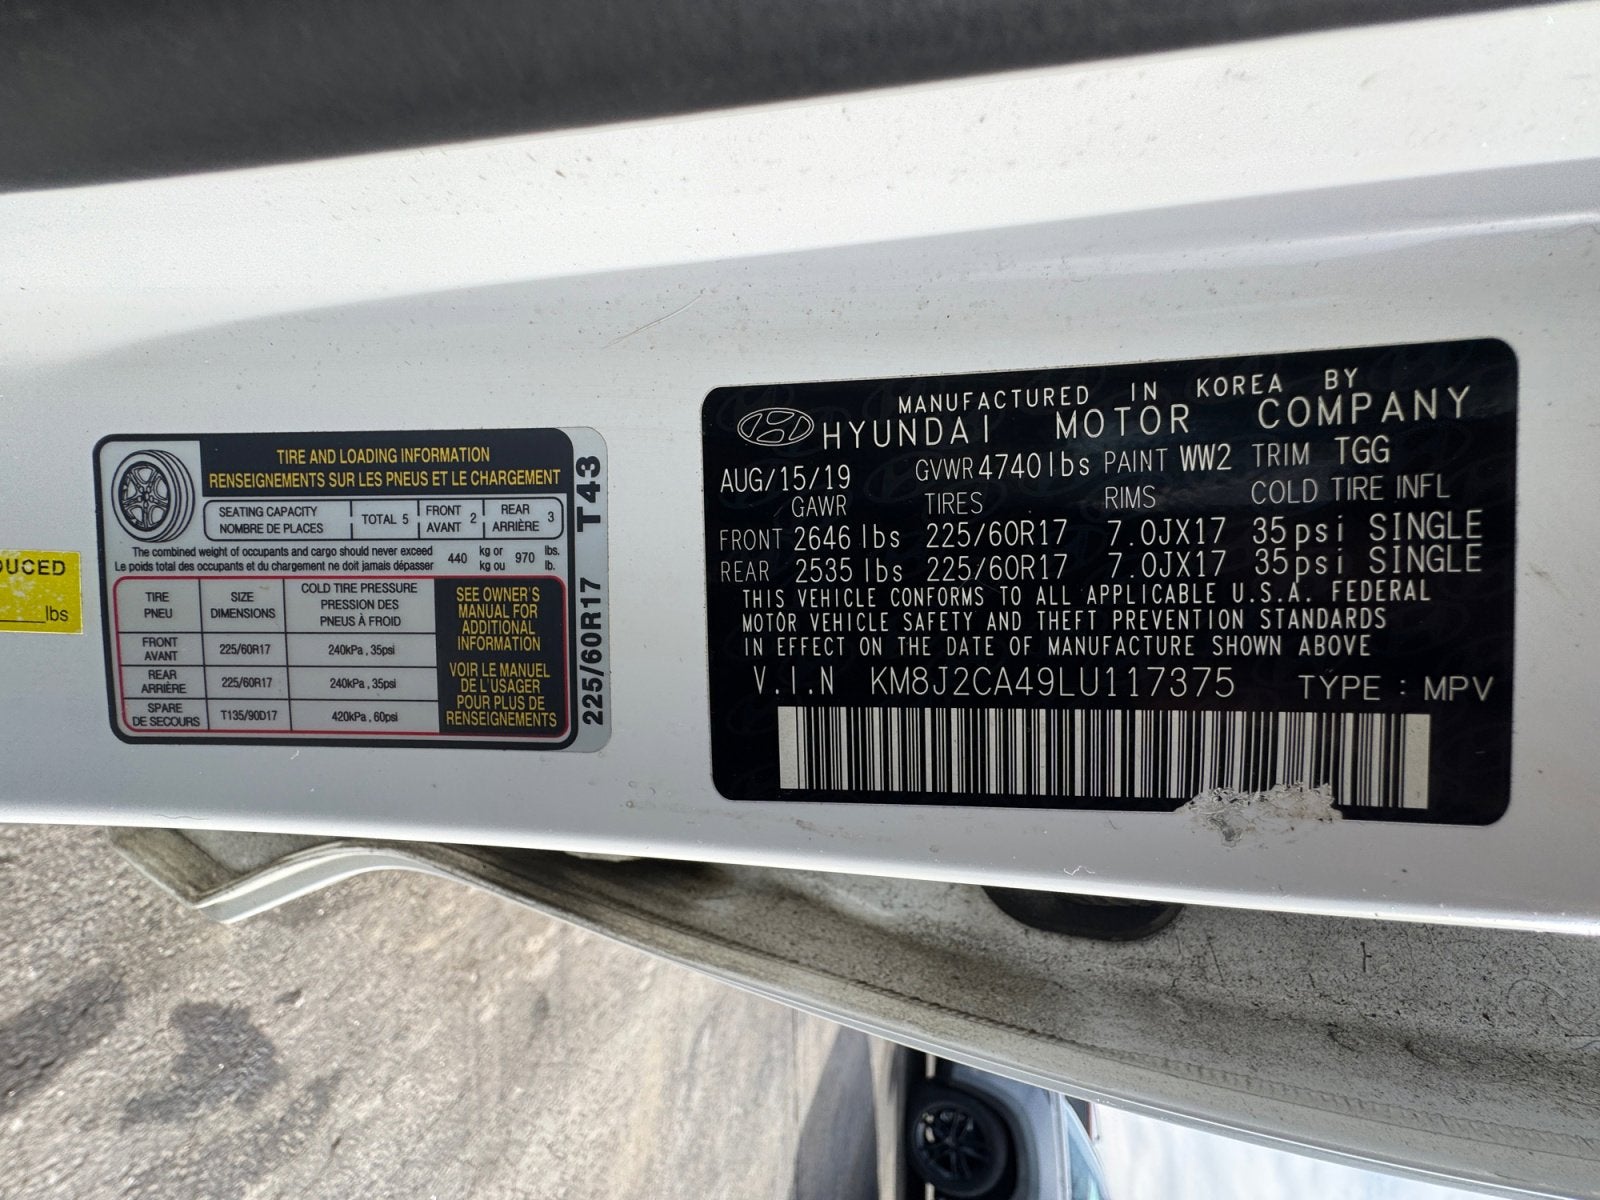 DUCED
lbs
TIRE AND LOADING INFORMATION
RENSEIGNEMENTS SUR LES PNEUS ET LE CHARGEMENT
SEATING CAPACITY
NOMBRE DE PLACES
TOTAL 5
FRONT
AVANT 2
REAR
ARRIÈRE 3
The combined weight of occupants and cargo should never exceed 440 kg or 970 lbs.
Le poids total des occupants et du chargement ne doit jamais dépasser kg ou lb.
TIRE
PNEU
SIZE
DIMENSIONS
COLD TIRE PRESSURE
PRESSION DES
PNEUS À FROID
FRONT
AVANT
225/60R17
240kPa , 35psi
REAR
ARRIÈRE
225/60R17
240kPa , 35psi
SPARE
DE SECOURS
T135/90D17
420kPa , 60psi
SEE OWNER'S
MANUAL FOR
ADDITIONAL
INFORMATION
VOIR LE MANUEL
DE L'USAGER
POUR PLUS DE
RENSEIGNEMENTS
225/60R17 T43
MANUFACTURED IN KOREA BY
HYUNDAI MOTOR COMPANY
AUG/15/19 GVWR 4740lbs PAINT WW2 TRIM TGG
GAWR TIRES RIMS COLD TIRE INFL
FRONT 2646 lbs 225/60R17 7.0JX17 35psi SINGLE
REAR 2535 lbs 225/60R17 7.0JX17 35psi SINGLE
THIS VEHICLE CONFORMS TO ALL APPLICABLE U.S.A. FEDERAL
MOTOR VEHICLE SAFETY AND THEFT PREVENTION STANDARDS
IN EFFECT ON THE DATE OF MANUFACTURE SHOWN ABOVE
V.I.N KM8J2CA49LU117375 TYPE : MPV